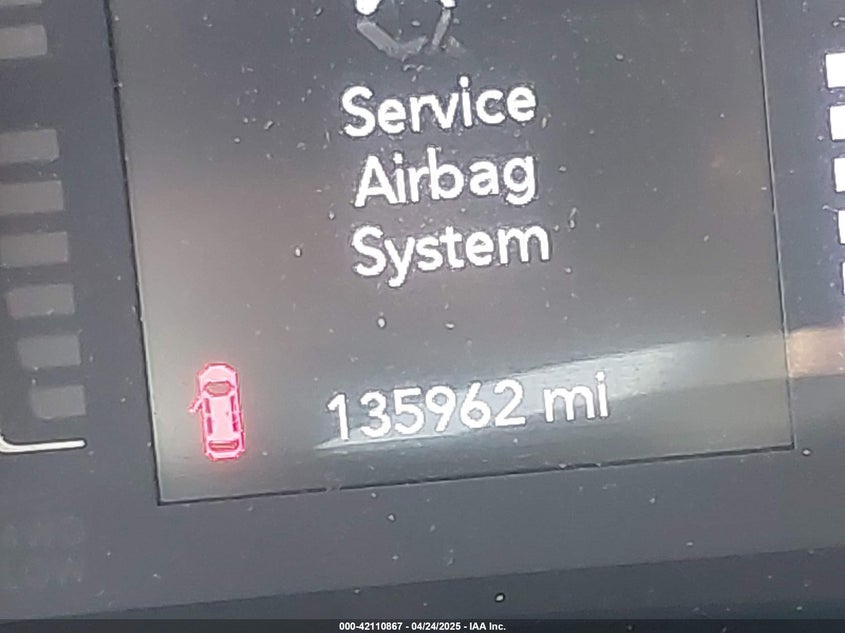 Service
Airbag
System
135962 mi
000-42110867 - 04/24/2025 - IAA Inc.